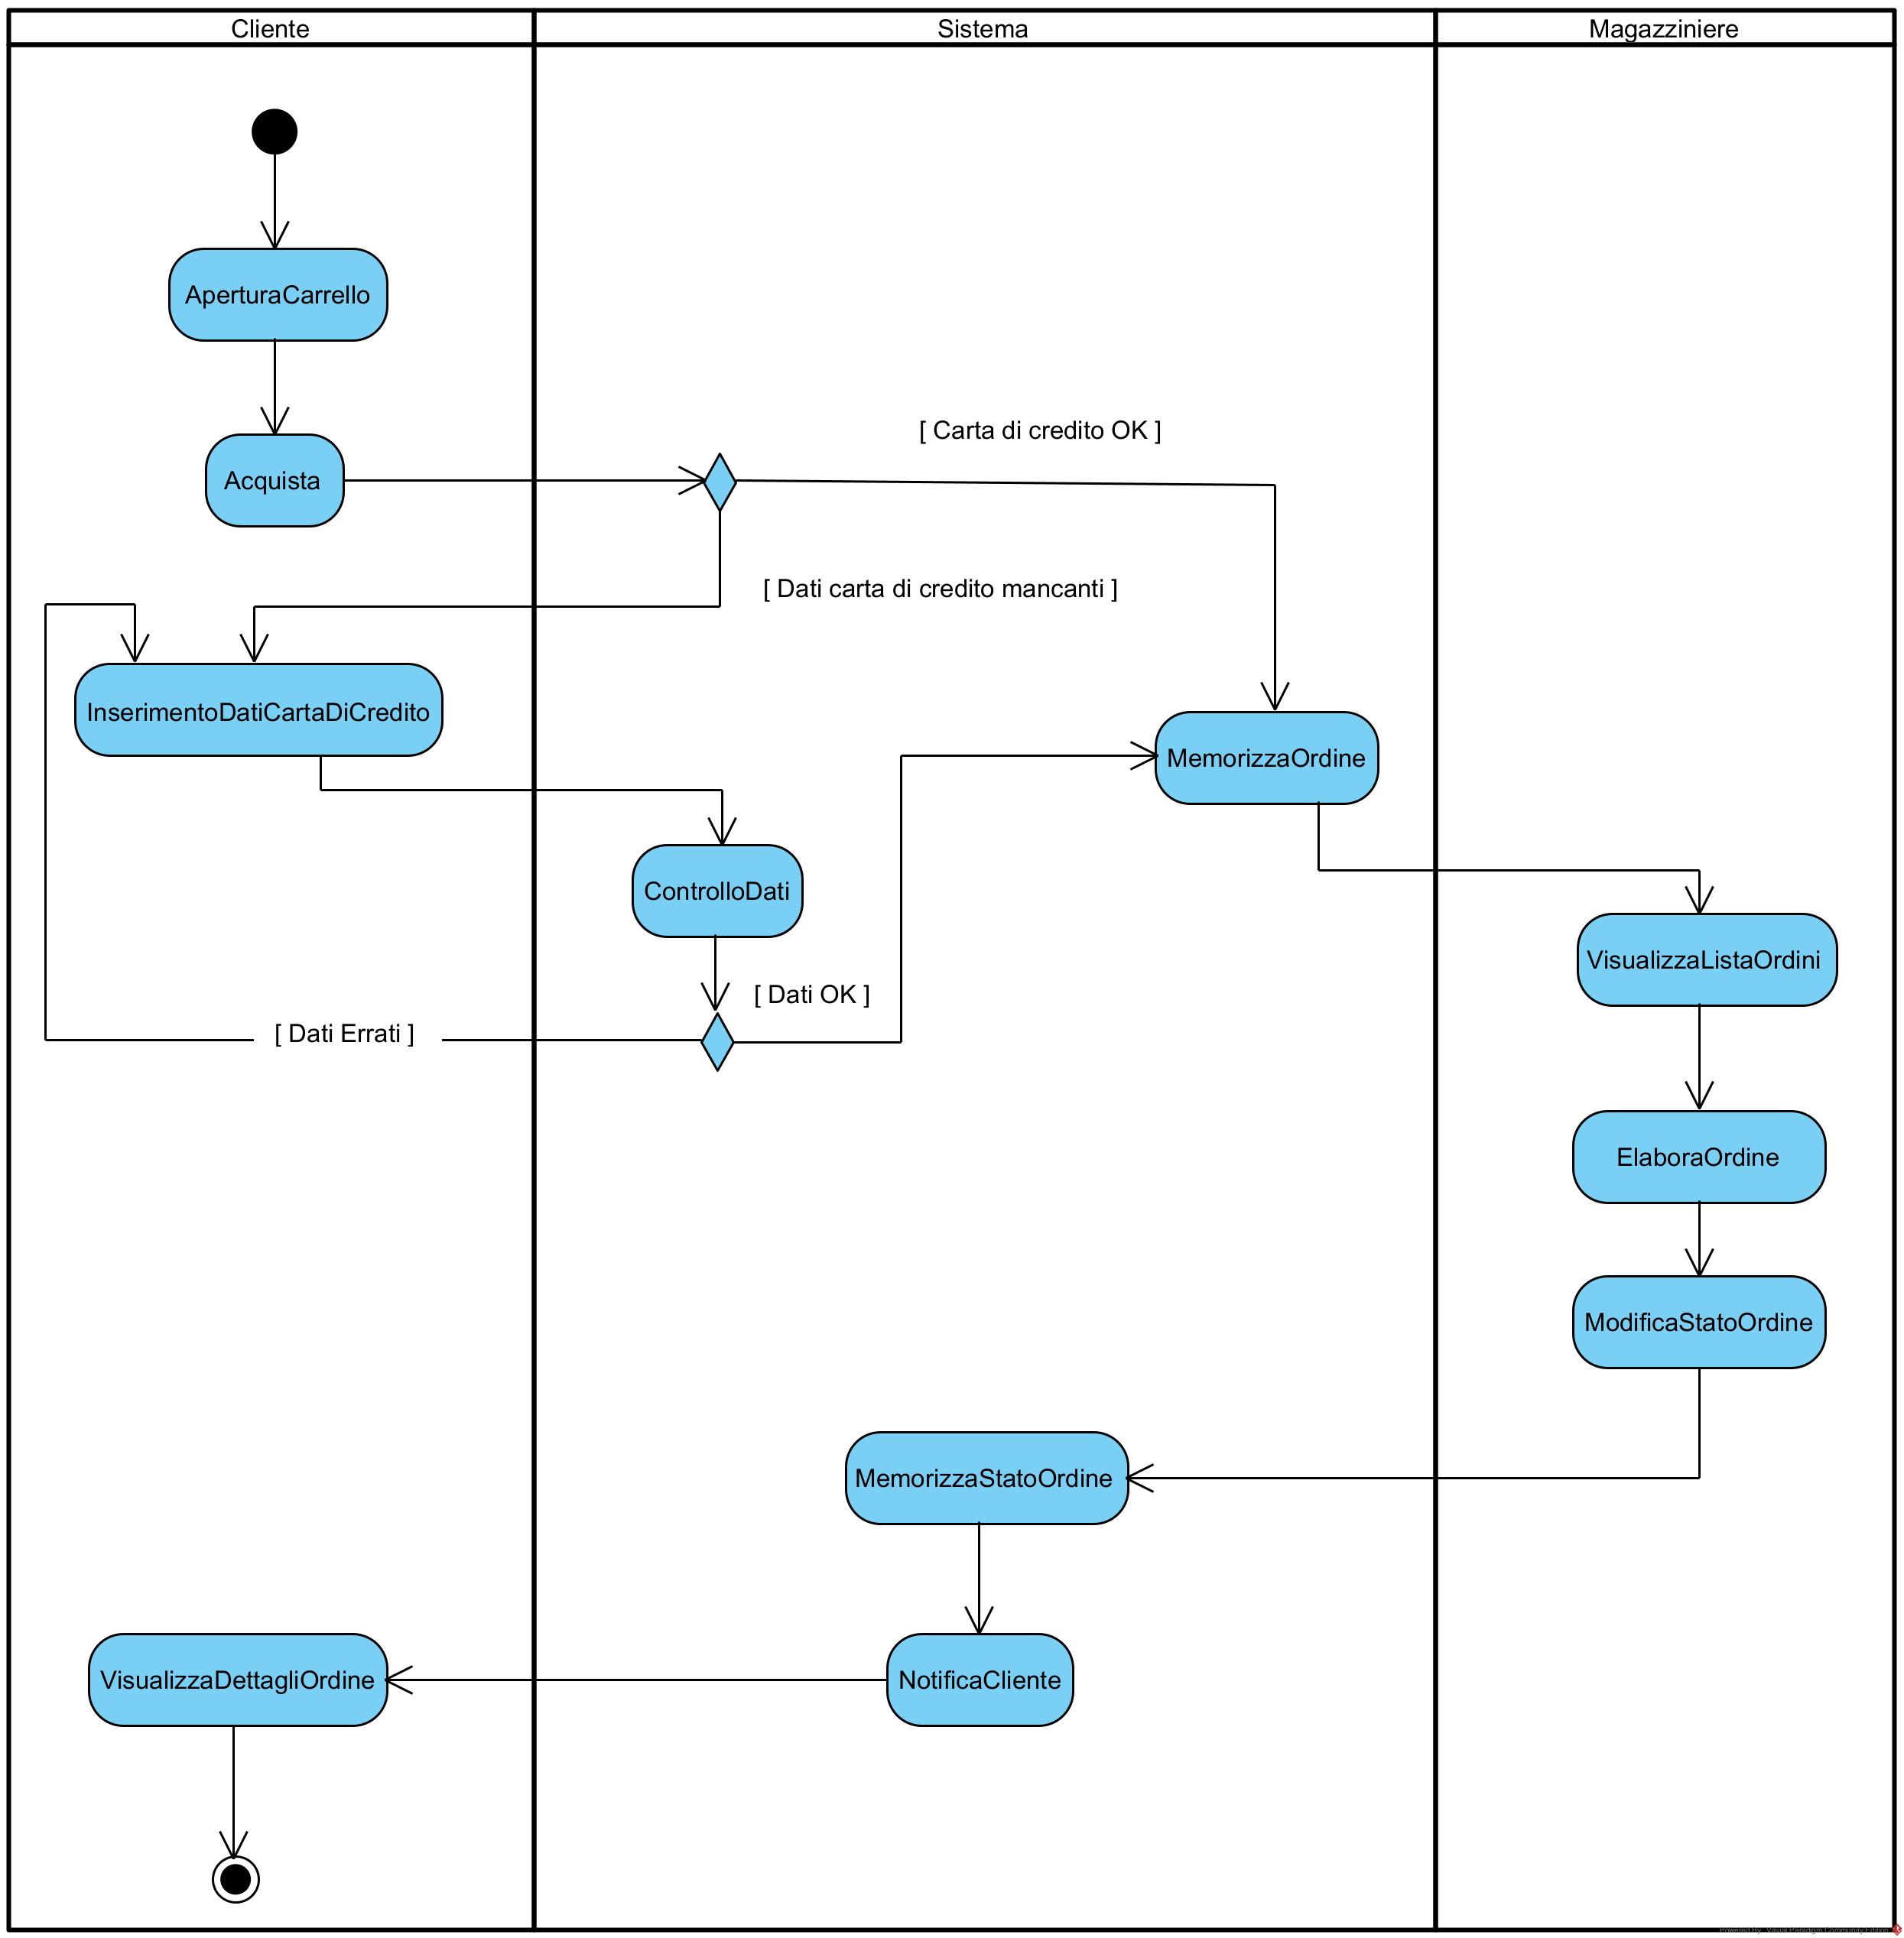 Cliente
Sistema
Magazziniere
AperturaCarrello
[ Carta di credito OK ]
Acquista
[ Dati carta di credito mancanti ]
InserimentoDatiCartaDiCredito
MemorizzaOrdine
ControlloDati
VisualizzaListaOrdini
[ Dati OK ]
[ Dati Errati ]
ElaboraOrdine
ModificaStatoOrdine
MemorizzaStatoOrdine
VisualizzaDettagliOrdine
NotificaCliente
Powered By Visual Paradigm Community Edition